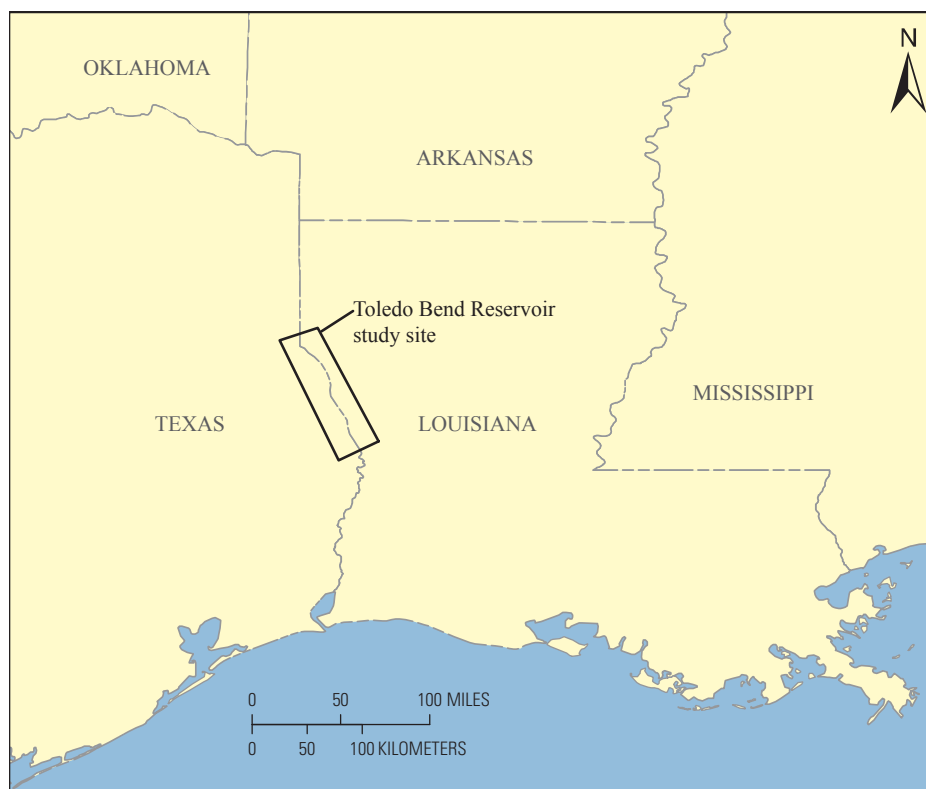 N
OKLAHOMA
ARKANSAS
Toledo Bend Reservoir
study site
MISSISSIPPI
TEXAS
LOUISIANA
0 50 100 MILES
0 50 100 KILOMETERS